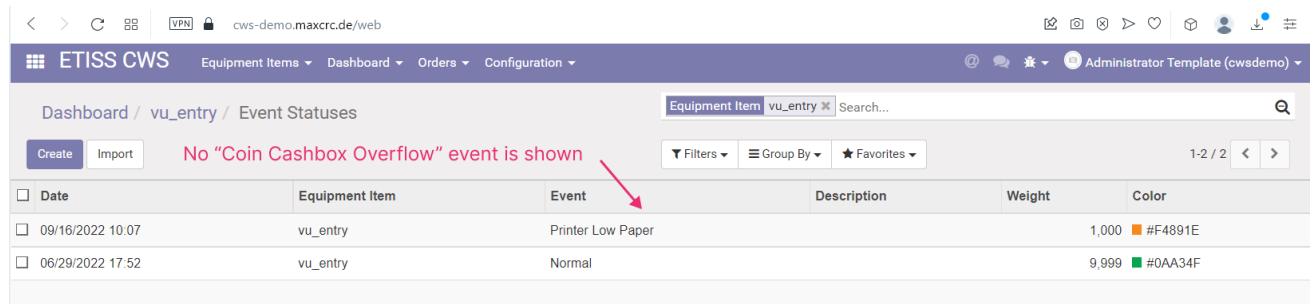 VPN cws-demo.maxcrc.de/web
ETISS CWS Equipment Items Dashboard Orders Configuration @ Administrator Template (cwsdemo)
Dashboard / vu_entry / Event Statuses Equipment Item vu_entry × Search...
Create Import No “Coin Cashbox Overflow” event is shown Filters Group By Favorites 1-2 / 2
Date Equipment Item Event Description Weight Color
09/16/2022 10:07 vu_entry Printer Low Paper 1,000 #F4891E
06/29/2022 17:52 vu_entry Normal 9,999 #0AA34F